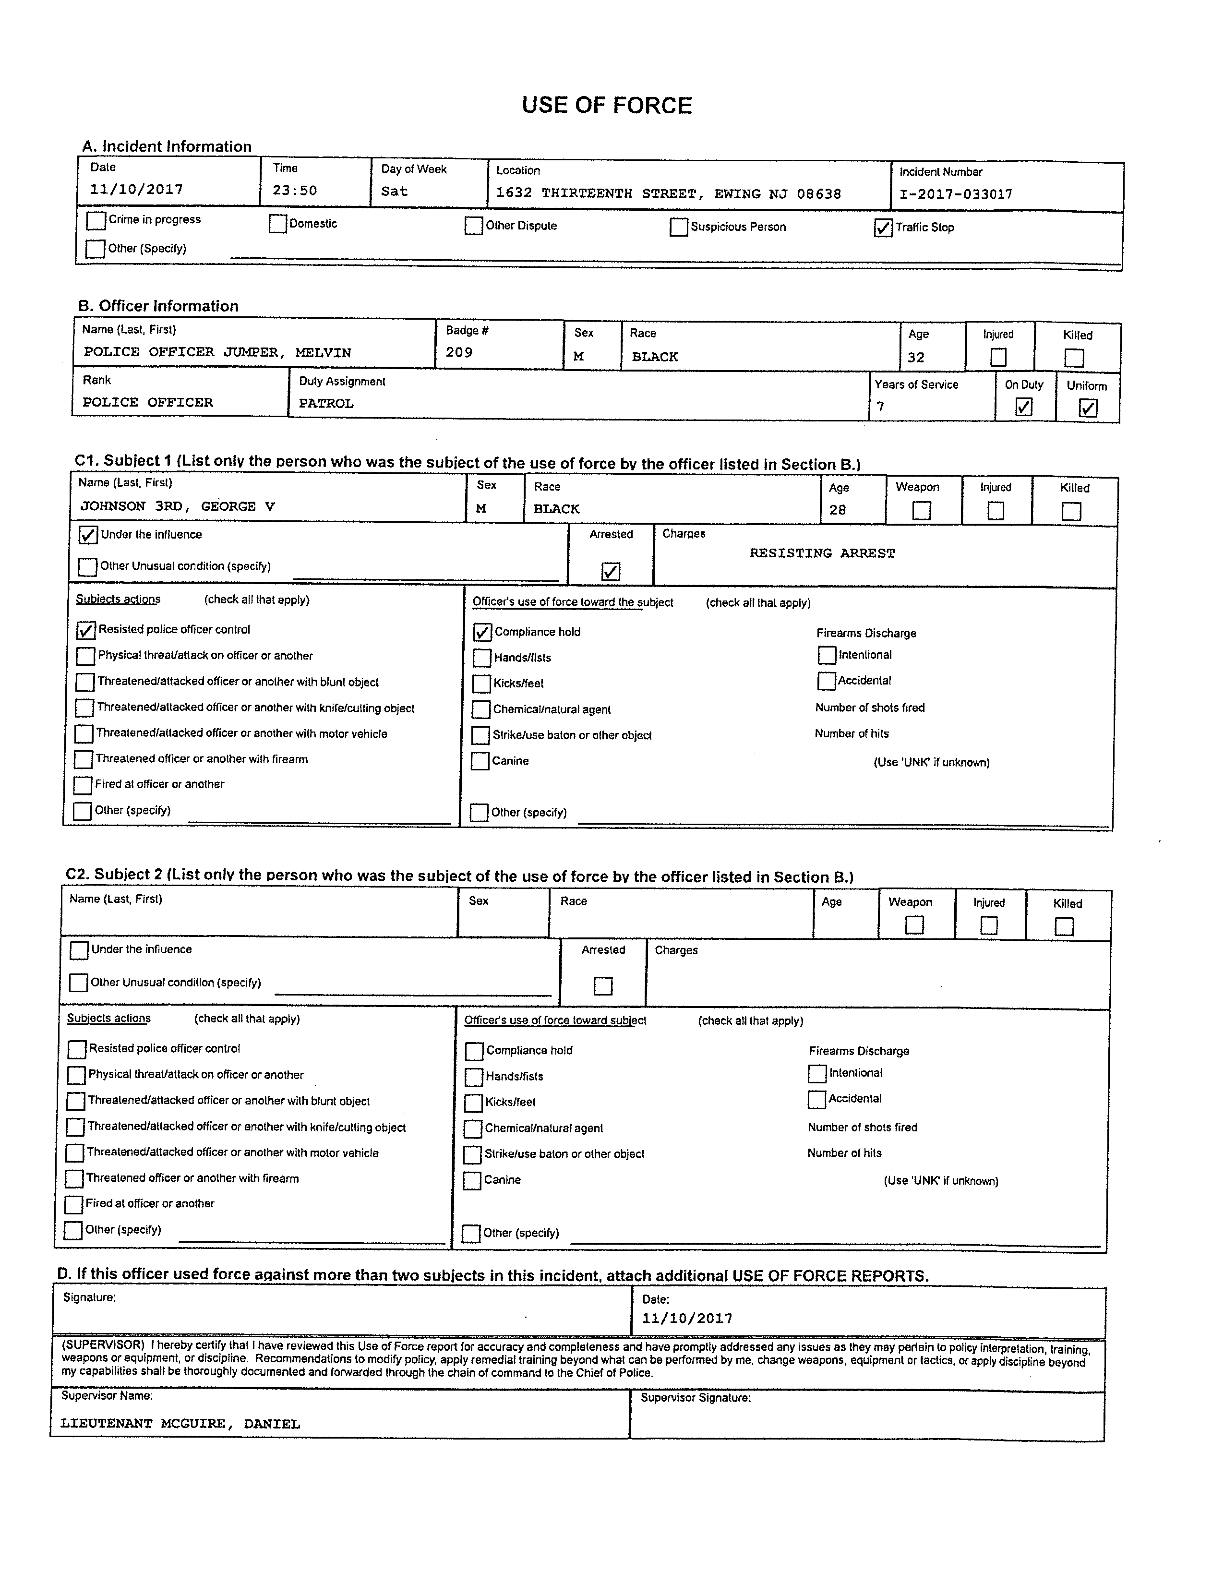 USE OF FORCE
A. Incident Information
Date Time Day of Week Location Incident Number
11/10/2017 23:50 Sat 1632 THIRTEENTH STREET, EWING NJ 08638 I-2017-033017
Crime in progress Domestic Other Dispute Suspicious Person Traffic Stop
Other (Specify)
B. Officer Information
Name (Last, First) Badge # Sex Race Age Injured Killed
POLICE OFFICER JUMPER, MELVIN 209 M BLACK 32
Rank Duty Assignment Years of Service On Duty Uniform
POLICE OFFICER PATROL 7
C1. Subject 1 (List only the person who was the subject of the use of force by the officer listed in Section B.)
Name (Last, First) Sex Race Age Weapon Injured Killed
JOHNSON 3RD, GEORGE V M BLACK 28
Under the influence Arrested Charges
RESISTING ARREST
Other Unusual condition (specify)
Subjects actions (check all that apply) Officer's use of force toward the subject (check all that apply)
Resisted police officer control Compliance hold Firearms Discharge
Physical threat/attack on officer or another Hands/fists Intentional
Threatened/attacked officer or another with blunt object Kicks/feet Accidental
Threatened/attacked officer or another with knife/cutting object Chemical/natural agent Number of shots fired
Threatened/attacked officer or another with motor vehicle Strike/use baton or other object Number of hits
Threatened officer or another with firearm Canine (Use 'UNK' if unknown)
Fired at officer or another
Other (specify) Other (specify)
C2. Subject 2 (List only the person who was the subject of the use of force by the officer listed in Section B.)
Name (Last, First) Sex Race Age Weapon Injured Killed
Under the influence Arrested Charges
Other Unusual condition (specify)
Subjects actions (check all that apply) Officer's use of force toward subject (check all that apply)
Resisted police officer control Compliance hold Firearms Discharge
Physical threat/attack on officer or another Hands/fists Intentional
Threatened/attacked officer or another with blunt object Kicks/feet Accidental
Threatened/attacked officer or another with knife/cutting object Chemical/natural agent Number of shots fired
Threatened/attacked officer or another with motor vehicle Strike/use baton or other object Number of hits
Threatened officer or another with firearm Canine (Use 'UNK' if unknown)
Fired at officer or another
Other (specify) Other (specify)
D. If this officer used force against more than two subjects in this incident, attach additional USE OF FORCE REPORTS.
Signature: Date:
11/10/2017
(SUPERVISOR) I hereby certify that I have reviewed this Use of Force report for accuracy and completeness and have promptly addressed any issues as they may pertain to policy interpretation, training,
weapons or equipment, or discipline. Recommendations to modify policy, apply remedial training beyond what can be performed by me, change weapons, equipment or tactics, or apply discipline beyond
my capabilities shall be thoroughly documented and forwarded through the chain of command to the Chief of Police.
Supervisor Name: Supervisor Signature:
LIEUTENANT MCGUIRE, DANIEL